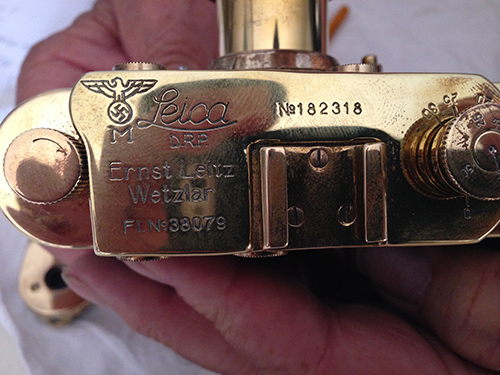 Leica
№182318
D.R.P.
M
Ernst Leitz
Wetzlar
Fl №38079